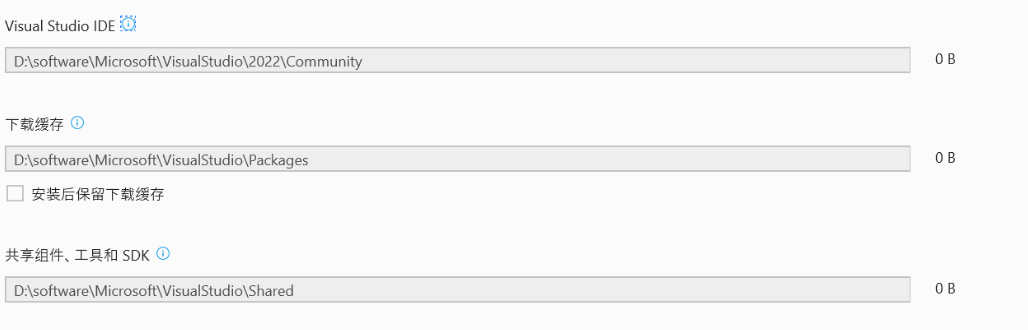 Visual Studio IDE
D:\software\Microsoft\VisualStudio\2022\Community
0 B
下载缓存
D:\software\Microsoft\VisualStudio\Packages
0 B
安装后保留下载缓存
共享组件、工具和 SDK
D:\software\Microsoft\VisualStudio\Shared
0 B